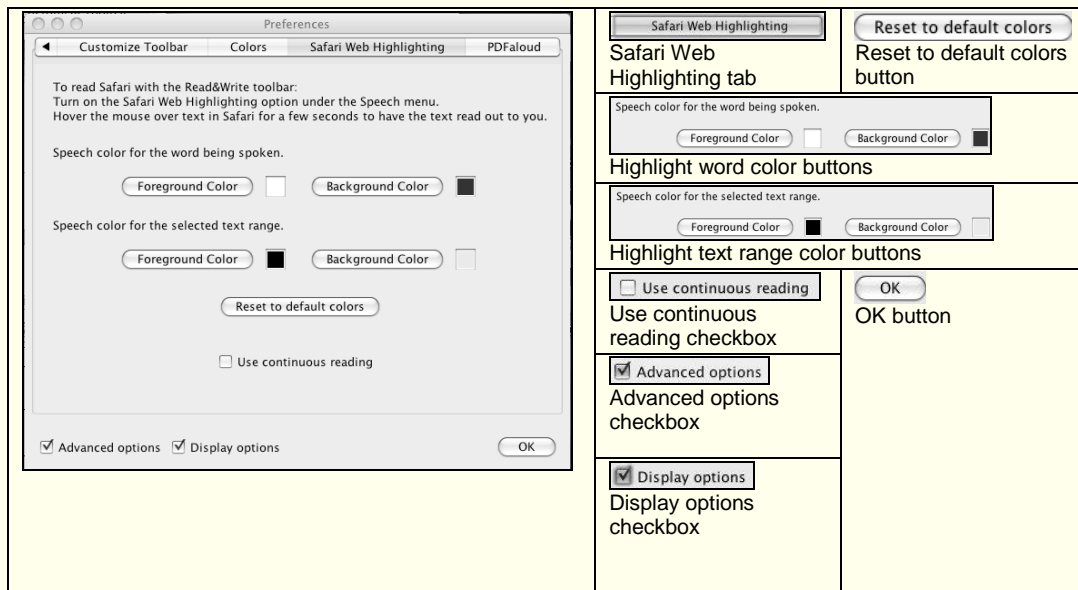 Preferences
Customize Toolbar Colors Safari Web Highlighting PDFaloud
To read Safari with the Read&Write toolbar:
Turn on the Safari Web Highlighting option under the Speech menu.
Hover the mouse over text in Safari for a few seconds to have the text read out to you.
Speech color for the word being spoken.
Foreground Color Background Color
Speech color for the selected text range.
Foreground Color Background Color
Reset to default colors
Use continuous reading
Advanced options Display options OK
Safari Web Highlighting
Safari Web
Highlighting tab
Reset to default colors
Reset to default colors
button
Speech color for the word being spoken.
Foreground Color Background Color
Highlight word color buttons
Speech color for the selected text range.
Foreground Color Background Color
Highlight text range color buttons
Use continuous reading
Use continuous
reading checkbox
OK
OK button
Advanced options
Advanced options
checkbox
Display options
Display options
checkbox